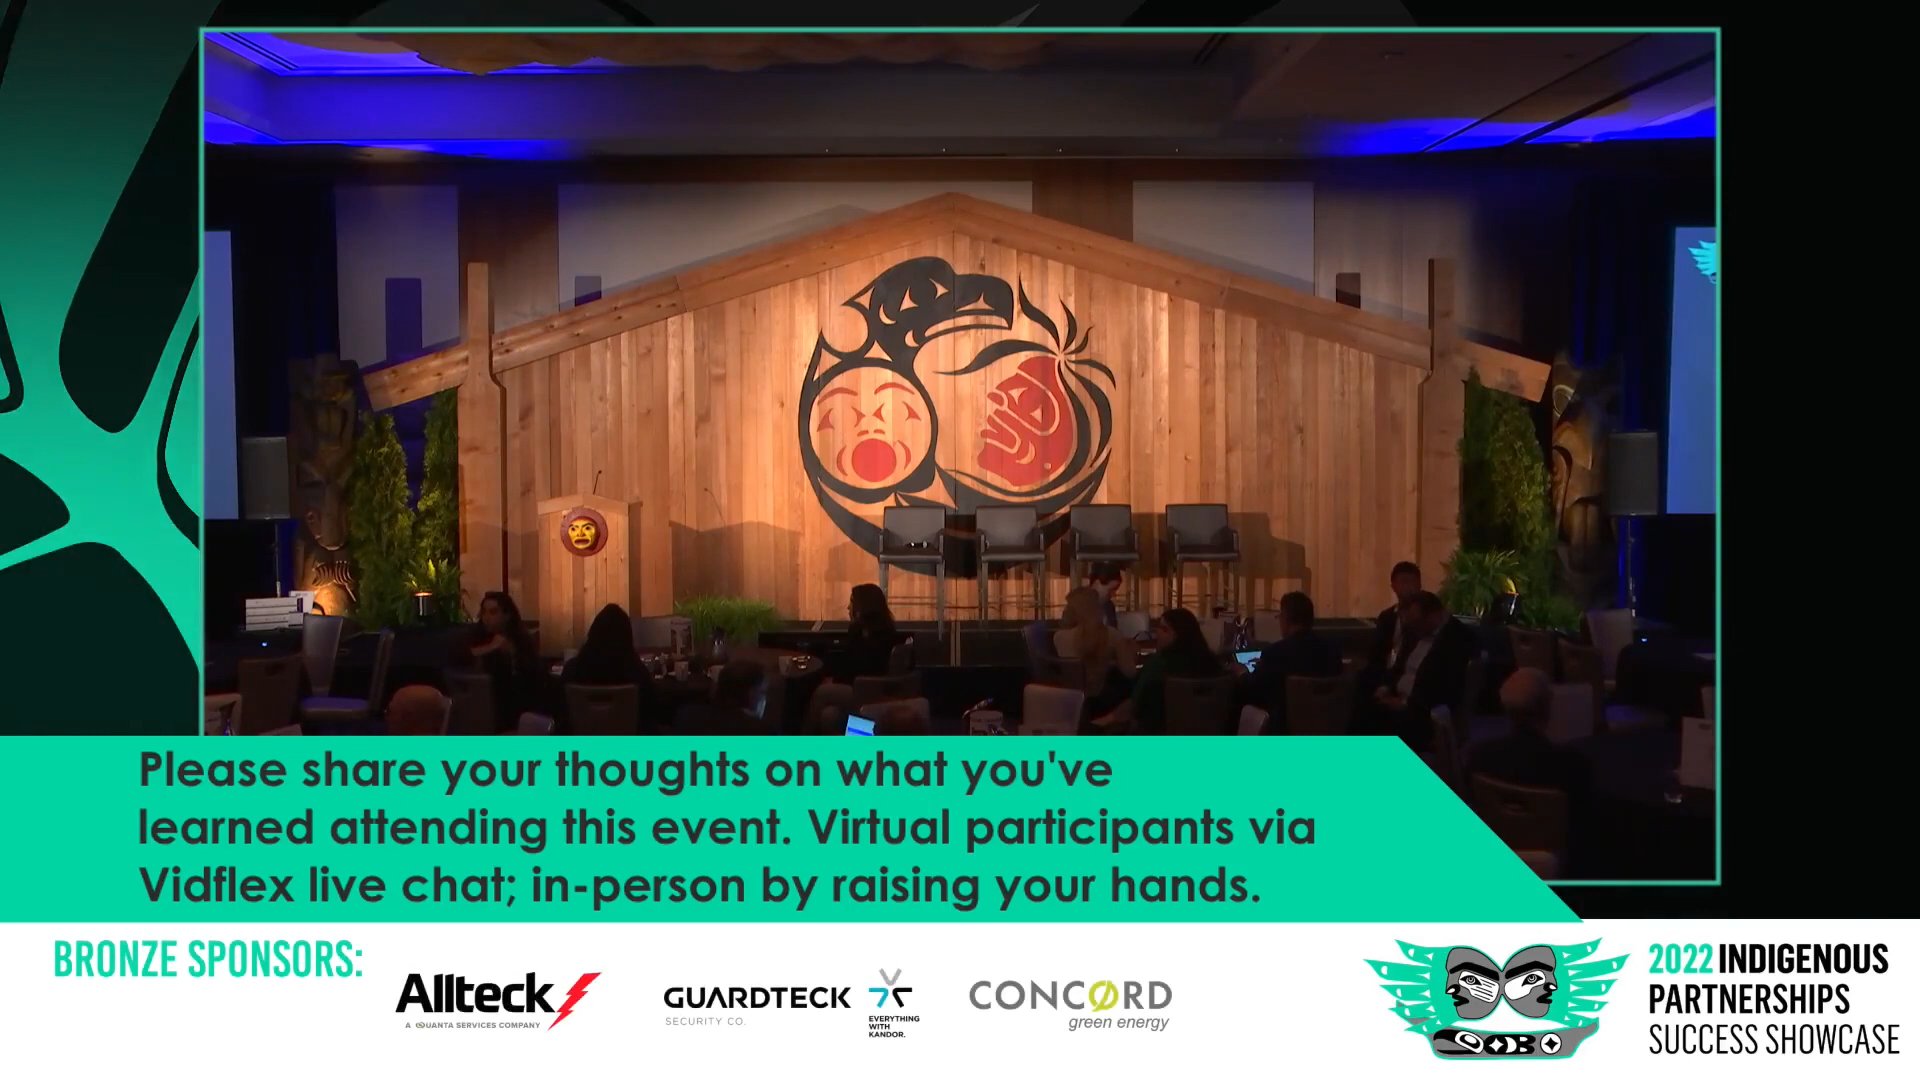 Please share your thoughts on what you've
learned attending this event. Virtual participants via
Vidflex live chat; in-person by raising your hands.
BRONZE SPONSORS:
Allteck
A QUANTA SERVICES COMPANY
GUARDTECK
SECURITY CO.
EVERYTHING
WITH
KANDOR.
CONCORD
green energy
2022 INDIGENOUS
PARTNERSHIPS
SUCCESS SHOWCASE